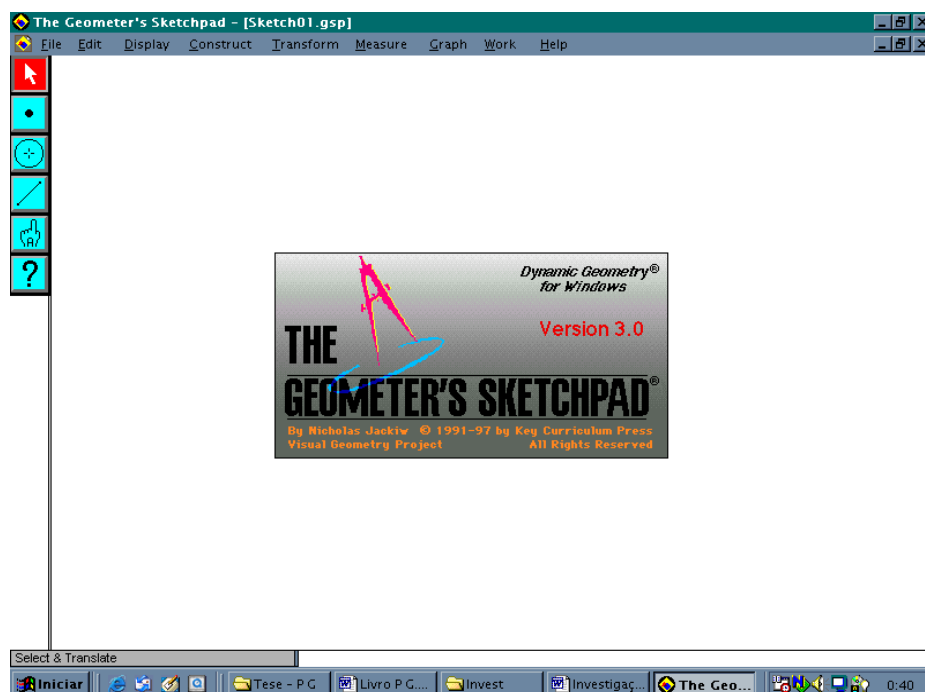 The Geometer's Sketchpad - [Sketch01.gsp]
File Edit Display Construct Transform Measure Graph Work Help
A
?
Dynamic Geometry®
for Windows
Version 3.0
THE
GEOMETER'S SKETCHPAD®
By Nicholas Jackiw © 1991-97 by Key Curriculum Press
Visual Geometry Project All Rights Reserved
Select & Translate
Iniciar Tese - P G Livro P G.... Invest Investigaç... The Geo... 0:40